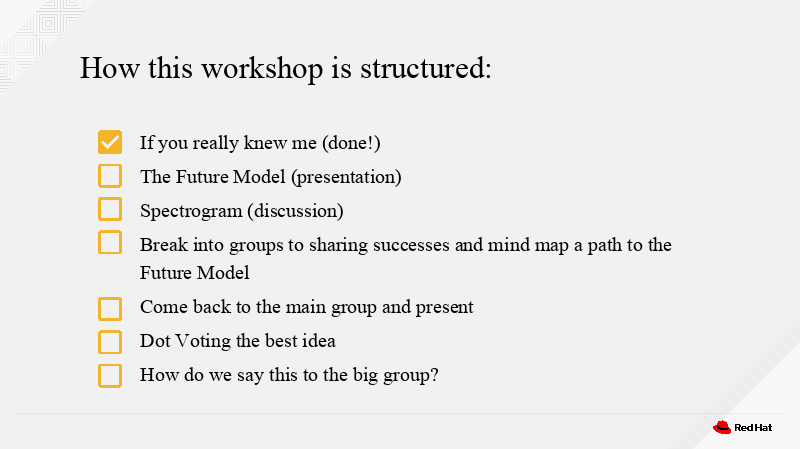 How this workshop is structured:
If you really knew me (done!)
The Future Model (presentation)
Spectrogram (discussion)
Break into groups to sharing successes and mind map a path to the
Future Model
Come back to the main group and present
Dot Voting the best idea
How do we say this to the big group?
Red Hat